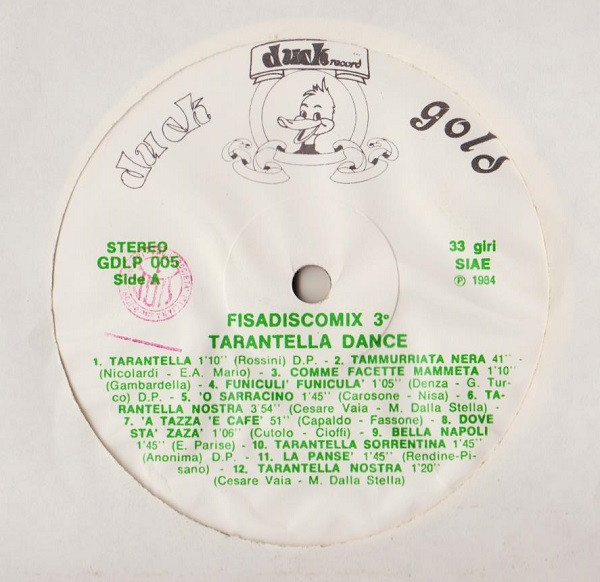 duck record
duck gold
STEREO
GDLP 005
Side A
33 giri
SIAE
℗ 1984
FISADISCOMIX 3°
TARANTELLA DANCE
1. TARANTELLA 1'10'' (Rossini) D.P. - 2. TAMMURRIATA NERA 41''
(Nicolardi - E.A. Mario) - 3. COMME FACETTE MAMMETA 1'10''
(Gambardella) - 4. FUNICULI' FUNICULA' 1'05'' (Denza - G. Tur-
co) D.P. - 5. 'O SARRACINO 1'45'' (Carosone - Nisa) - 6. TA-
RANTELLA NOSTRA 3'54'' (Cesare Vaia - M. Dalla Stella) -
7. 'A TAZZA 'E CAFE' 51'' (Capaldo - Fassone) - 8. DOVE
STA' ZAZA' 1'06'' (Cutolo - Cioffi) - 9. BELLA NAPOLI
1'45'' (E. Parise) - 10. TARANTELLA SORRENTINA 1'45''
(Anonima) D.P. - 11. LA PANSE' 1'45'' (Rendine-Pi-
sano) - 12. TARANTELLA NOSTRA 1'20''
(Cesare Vaia - M. Dalla Stella)